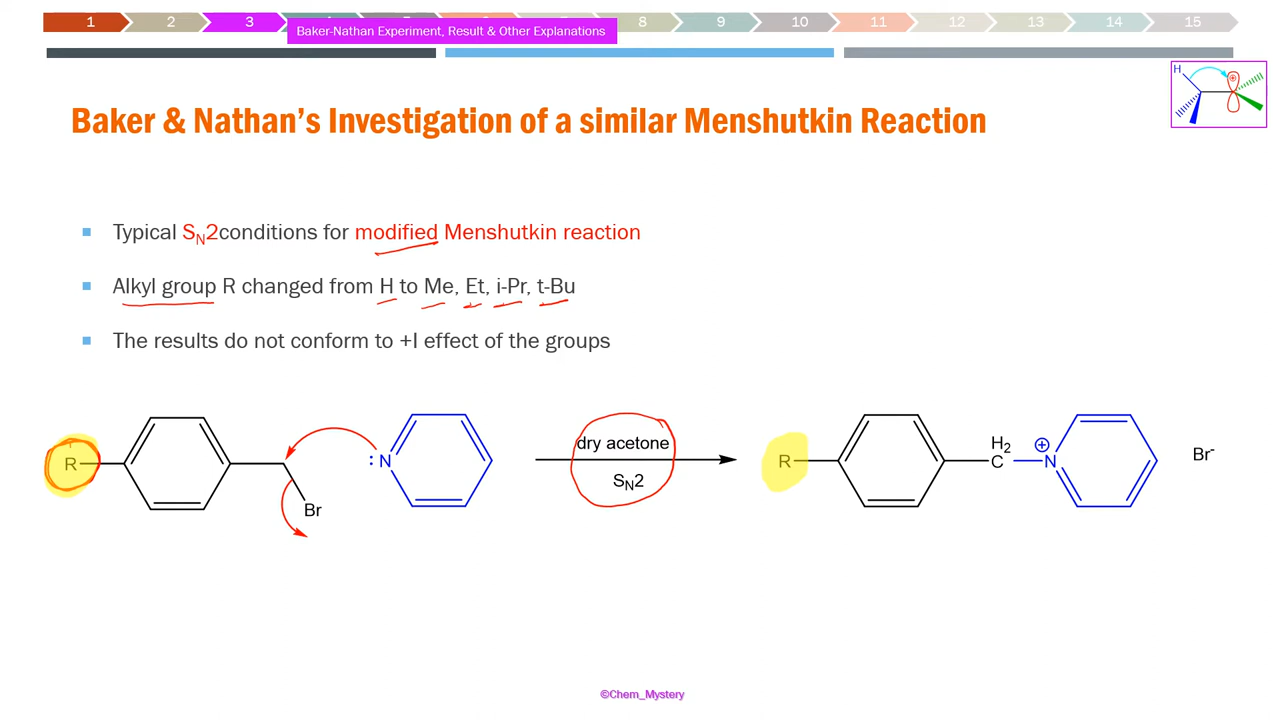 1 2 3 8 9 10 11 12 13 14 15
Baker-Nathan Experiment, Result & Other Explanations
H
Baker & Nathan's Investigation of a similar Menshutkin Reaction
Typical SN2conditions for modified Menshutkin reaction
Alkyl group R changed from H to Me, Et, i-Pr, t-Bu
The results do not conform to +I effect of the groups
R Br :N dry acetone SN2 R H2 C N Br-
©Chem_Mystery